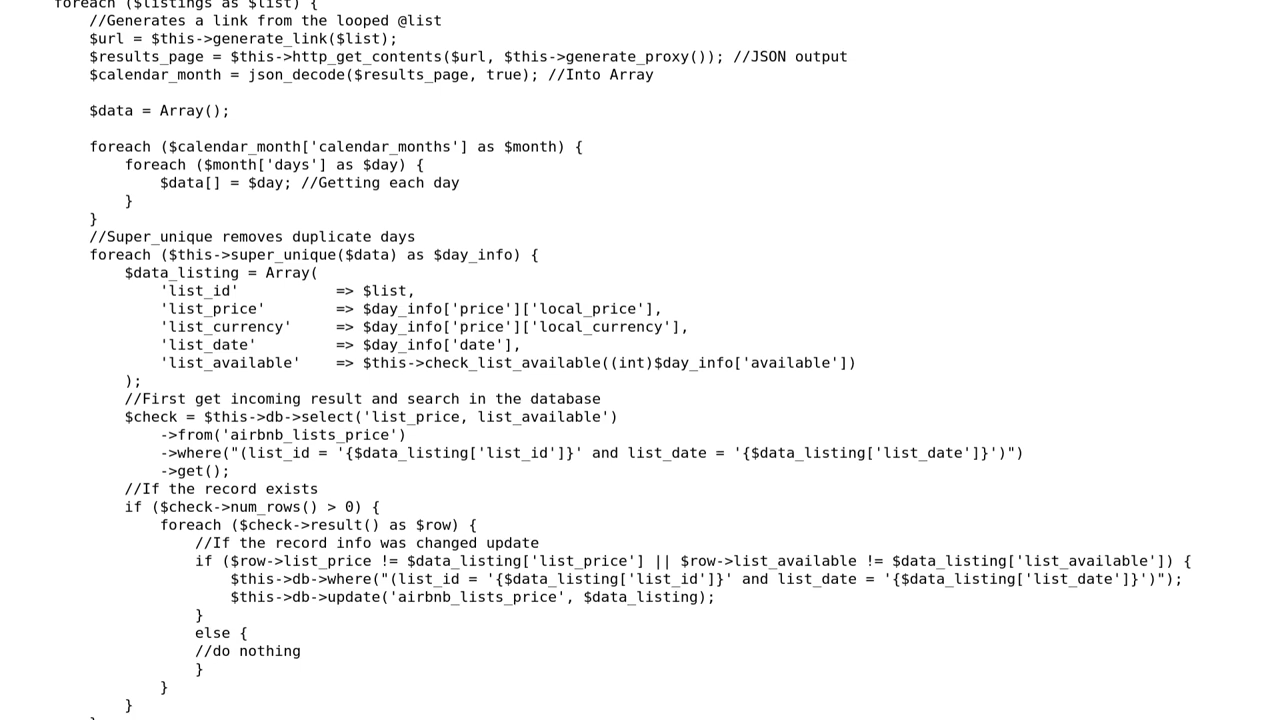 foreach ($listings as $list) {
//Generates a link from the looped @list
$url = $this->generate_link($list);
$results_page = $this->http_get_contents($url, $this->generate_proxy()); //JSON output
$calendar_month = json_decode($results_page, true); //Into Array
$data = Array();
foreach ($calendar_month['calendar_months'] as $month) {
foreach ($month['days'] as $day) {
$data[] = $day; //Getting each day
}
}
//Super_unique removes duplicate days
foreach ($this->super_unique($data) as $day_info) {
$data_listing = Array(
'list_id' => $list,
'list_price' => $day_info['price']['local_price'],
'list_currency' => $day_info['price']['local_currency'],
'list_date' => $day_info['date'],
'list_available' => $this->check_list_available((int)$day_info['available'])
);
//First get incoming result and search in the database
$check = $this->db->select('list_price, list_available')
->from('airbnb_lists_price')
->where("(list_id = '{$data_listing['list_id']}' and list_date = '{$data_listing['list_date']}')")
->get();
//If the record exists
if ($check->num_rows() > 0) {
foreach ($check->result() as $row) {
//If the record info was changed update
if ($row->list_price != $data_listing['list_price'] || $row->list_available != $data_listing['list_available']) {
$this->db->where("(list_id = '{$data_listing['list_id']}' and list_date = '{$data_listing['list_date']}')");
$this->db->update('airbnb_lists_price', $data_listing);
}
else {
//do nothing
}
}
}